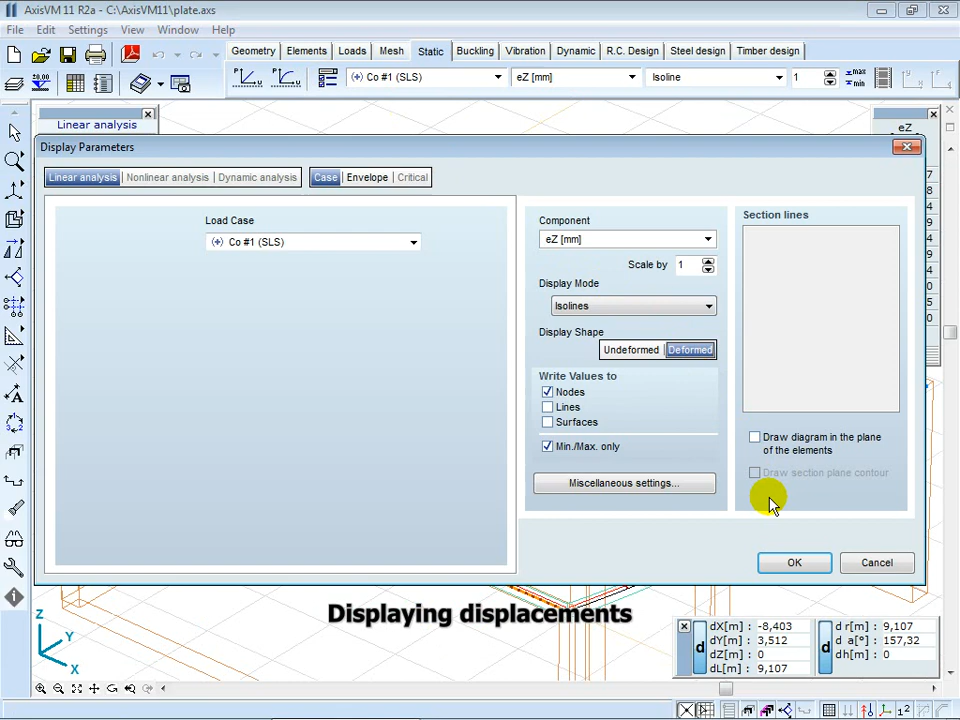 AxisVM 11 R2a - C:\AxisVM11\plate.axs
File Edit Settings View Window Help
Geometry Elements Loads Mesh Static Buckling Vibration Dynamic R.C. Design Steel design Timber design
Co #1 (SLS) eZ [mm] Isoline 1
Linear analysis
eZ
Display Parameters
Linear analysis Nonlinear analysis Dynamic analysis Case Envelope Critical
Load Case
Co #1 (SLS)
Component
eZ [mm]
Scale by 1
Display Mode
Isolines
Display Shape
Undeformed Deformed
Write Values to
Nodes
Lines
Surfaces
Min./Max. only
Miscellaneous settings...
Section lines
Draw diagram in the plane
of the elements
Draw section plane contour
OK Cancel
Displaying displacements
Z
Y
X
dX[m]: -8,403
dY[m]: 3,512
dZ[m]: 0
dL[m]: 9,107
d
d r[m]: 9,107
d a[°]: 157,32
dh[m]: 0